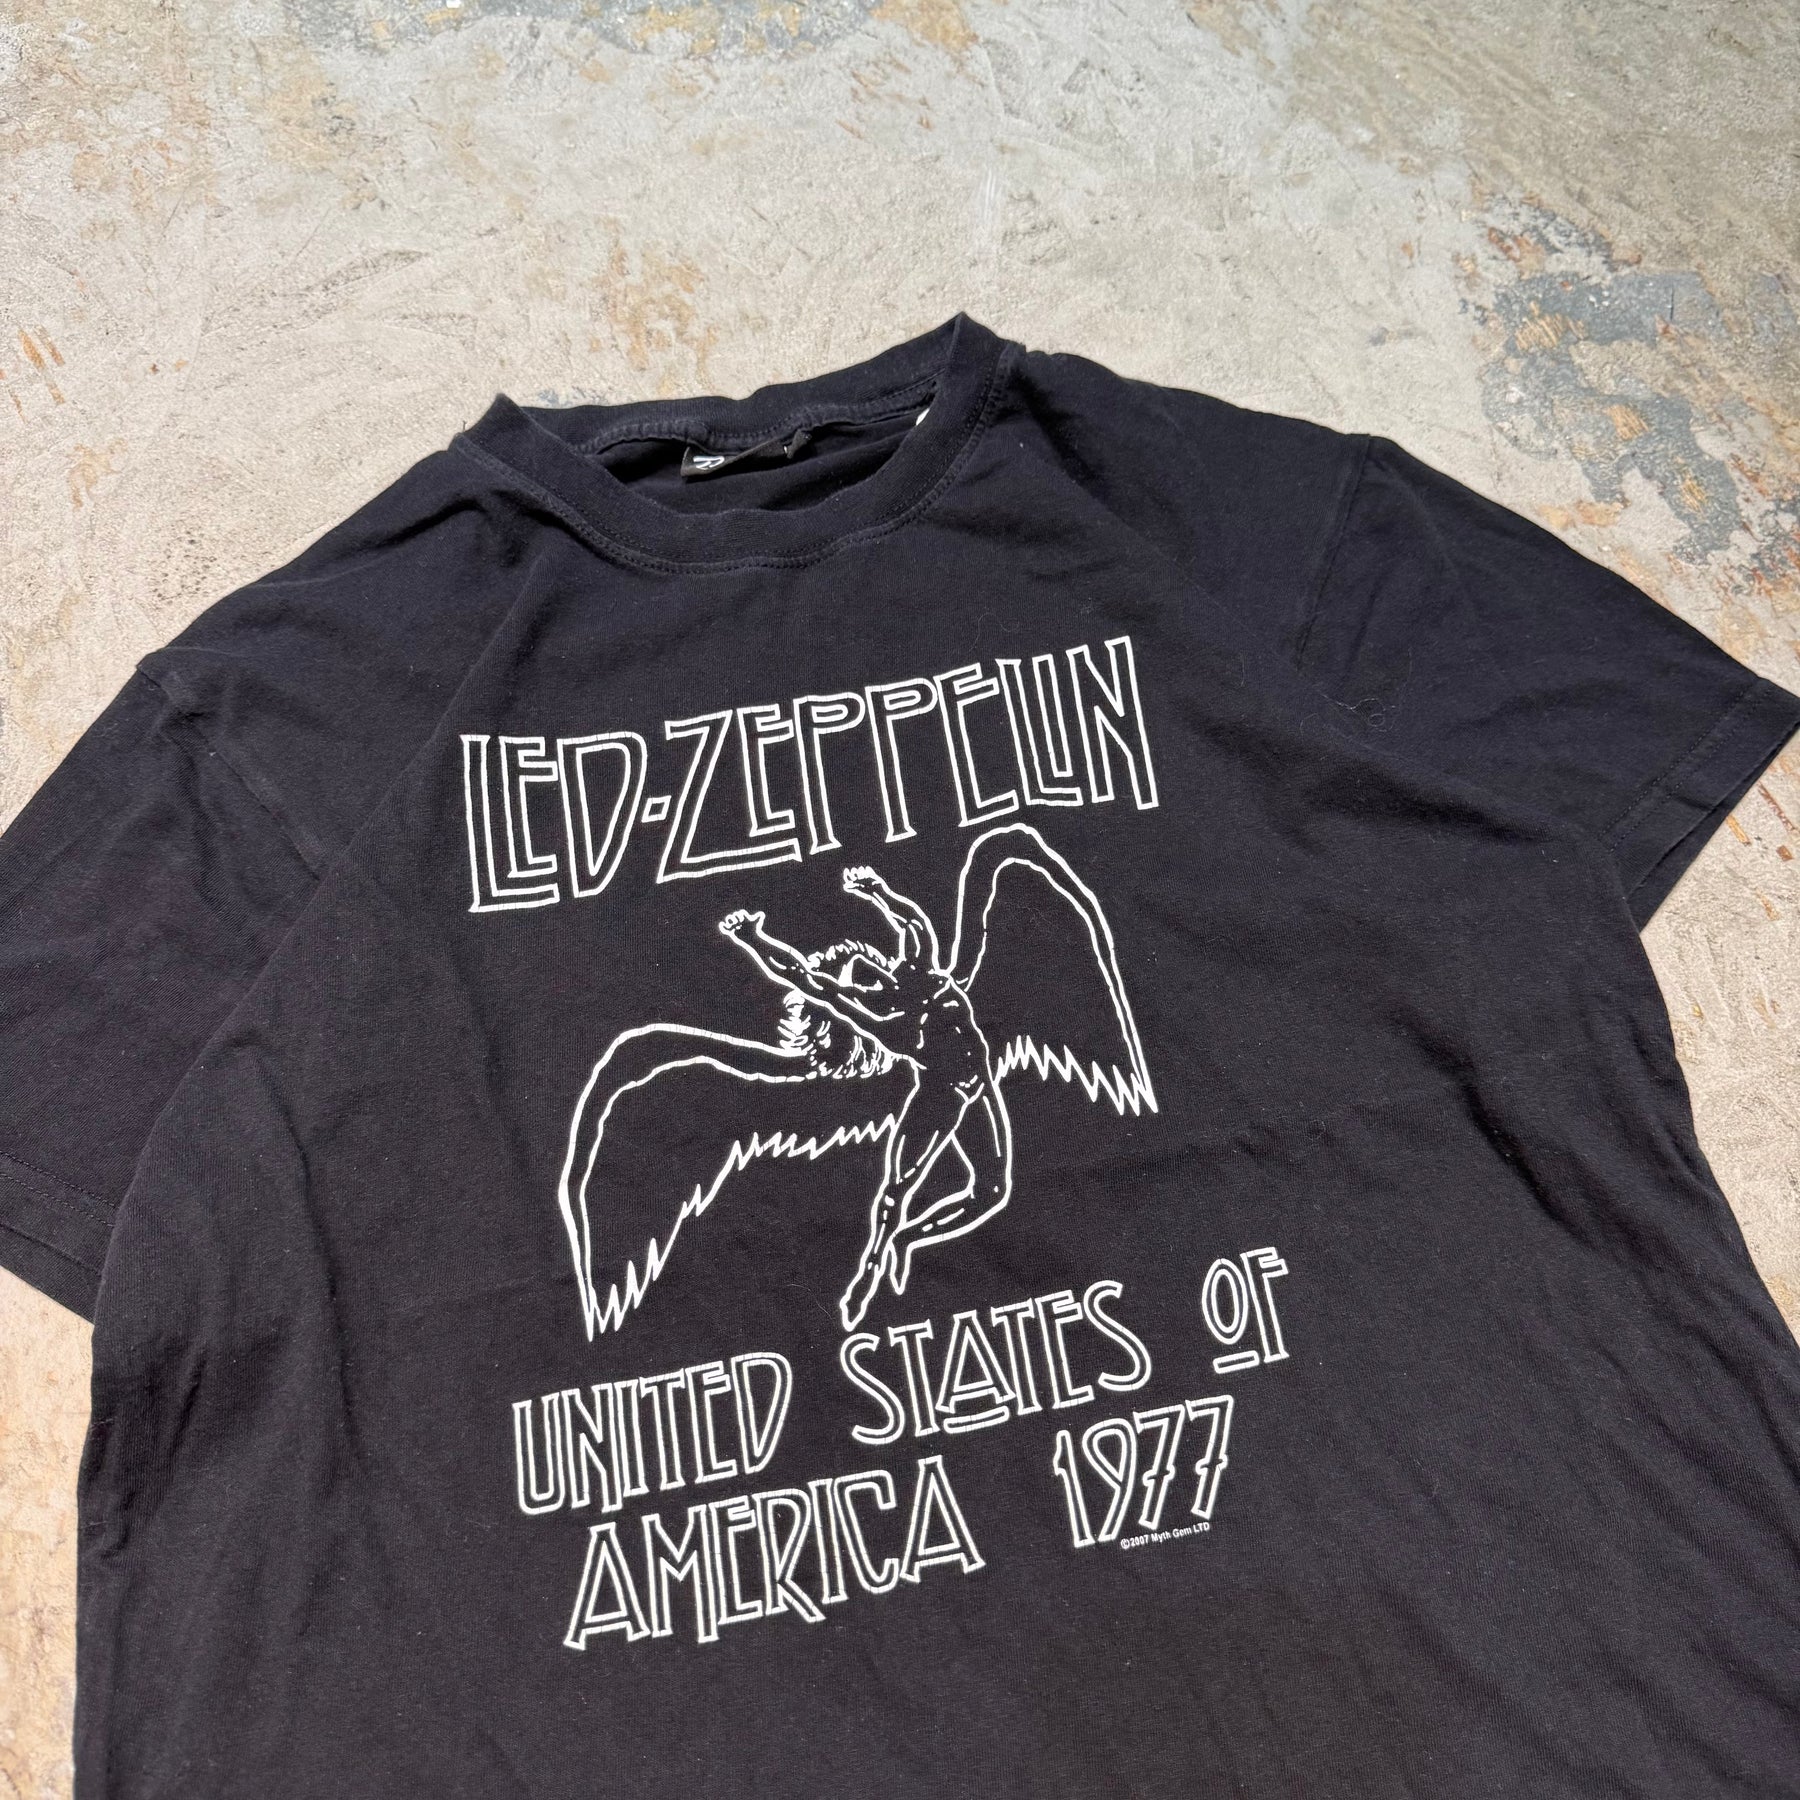 LED-ZEPPELIN
UNITED STATES OF
AMERICA 1977
©2007 Myth Gem LTD